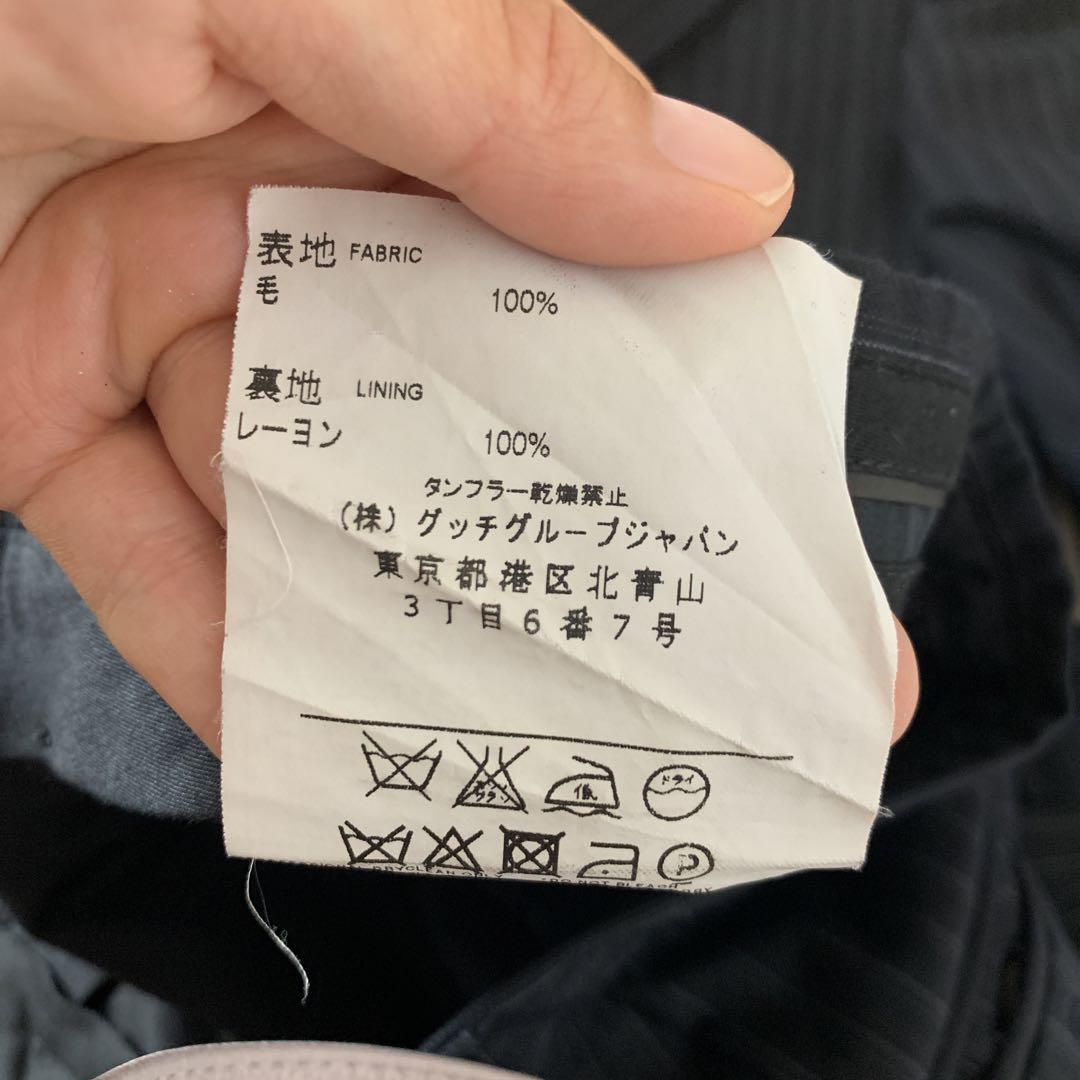 表地 FABRIC
毛 100%
裏地 LINING
レーヨン 100%
タンブラー乾燥禁止
(株) グッチグループジャパン
東京都港区北青山
3丁目6番7号
低 ドライ
P